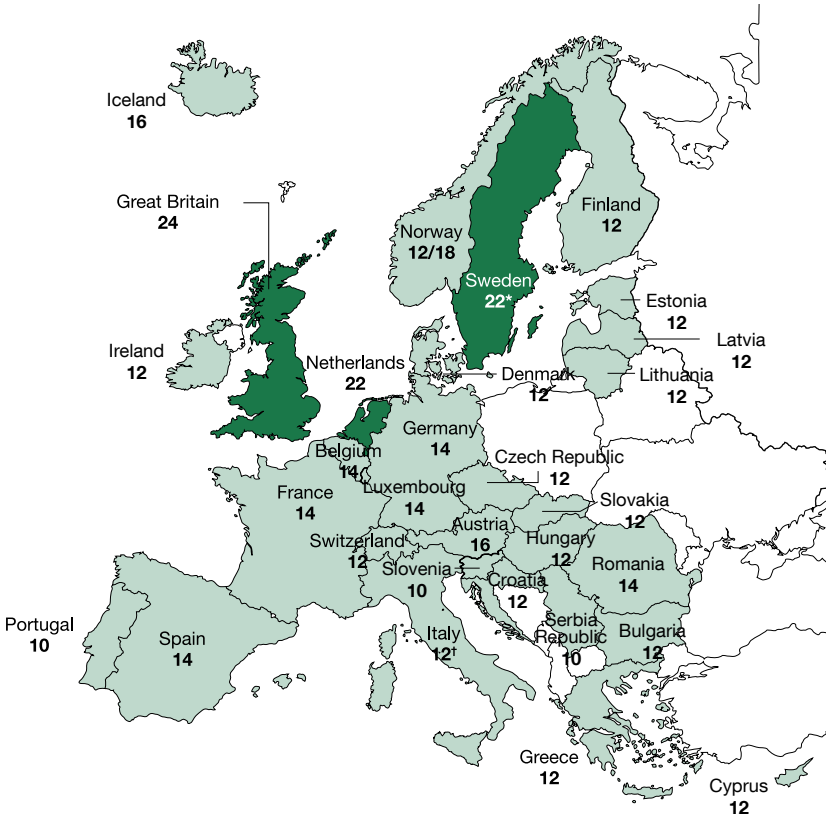 Iceland
16
Great Britain
24
Finland
12
Norway
12/18
Sweden
22*
Estonia
12
Latvia
12
Ireland
12
Netherlands
22
Denmark
12
Lithuania
12
Germany
14
Belgium
14
Czech Republic
12
Luxembourg
14
France
14
Slovakia
12
Austria
16
Switzerland
12
Hungary
12
Slovenia
10
Romania
14
Croatia
12
Portugal
10
Spain
14
Italy
12†
Serbia
Republic
10
Bulgaria
12
Greece
12
Cyprus
12